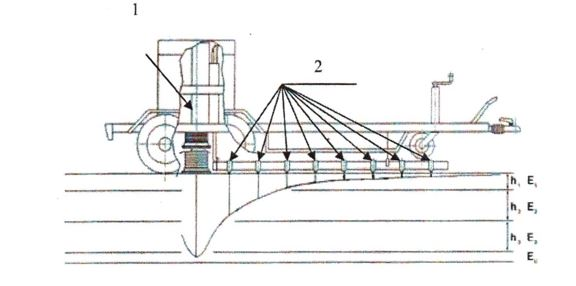 1
2
h₁ E₁
h₂ E₂
h₃ E₃
E₀